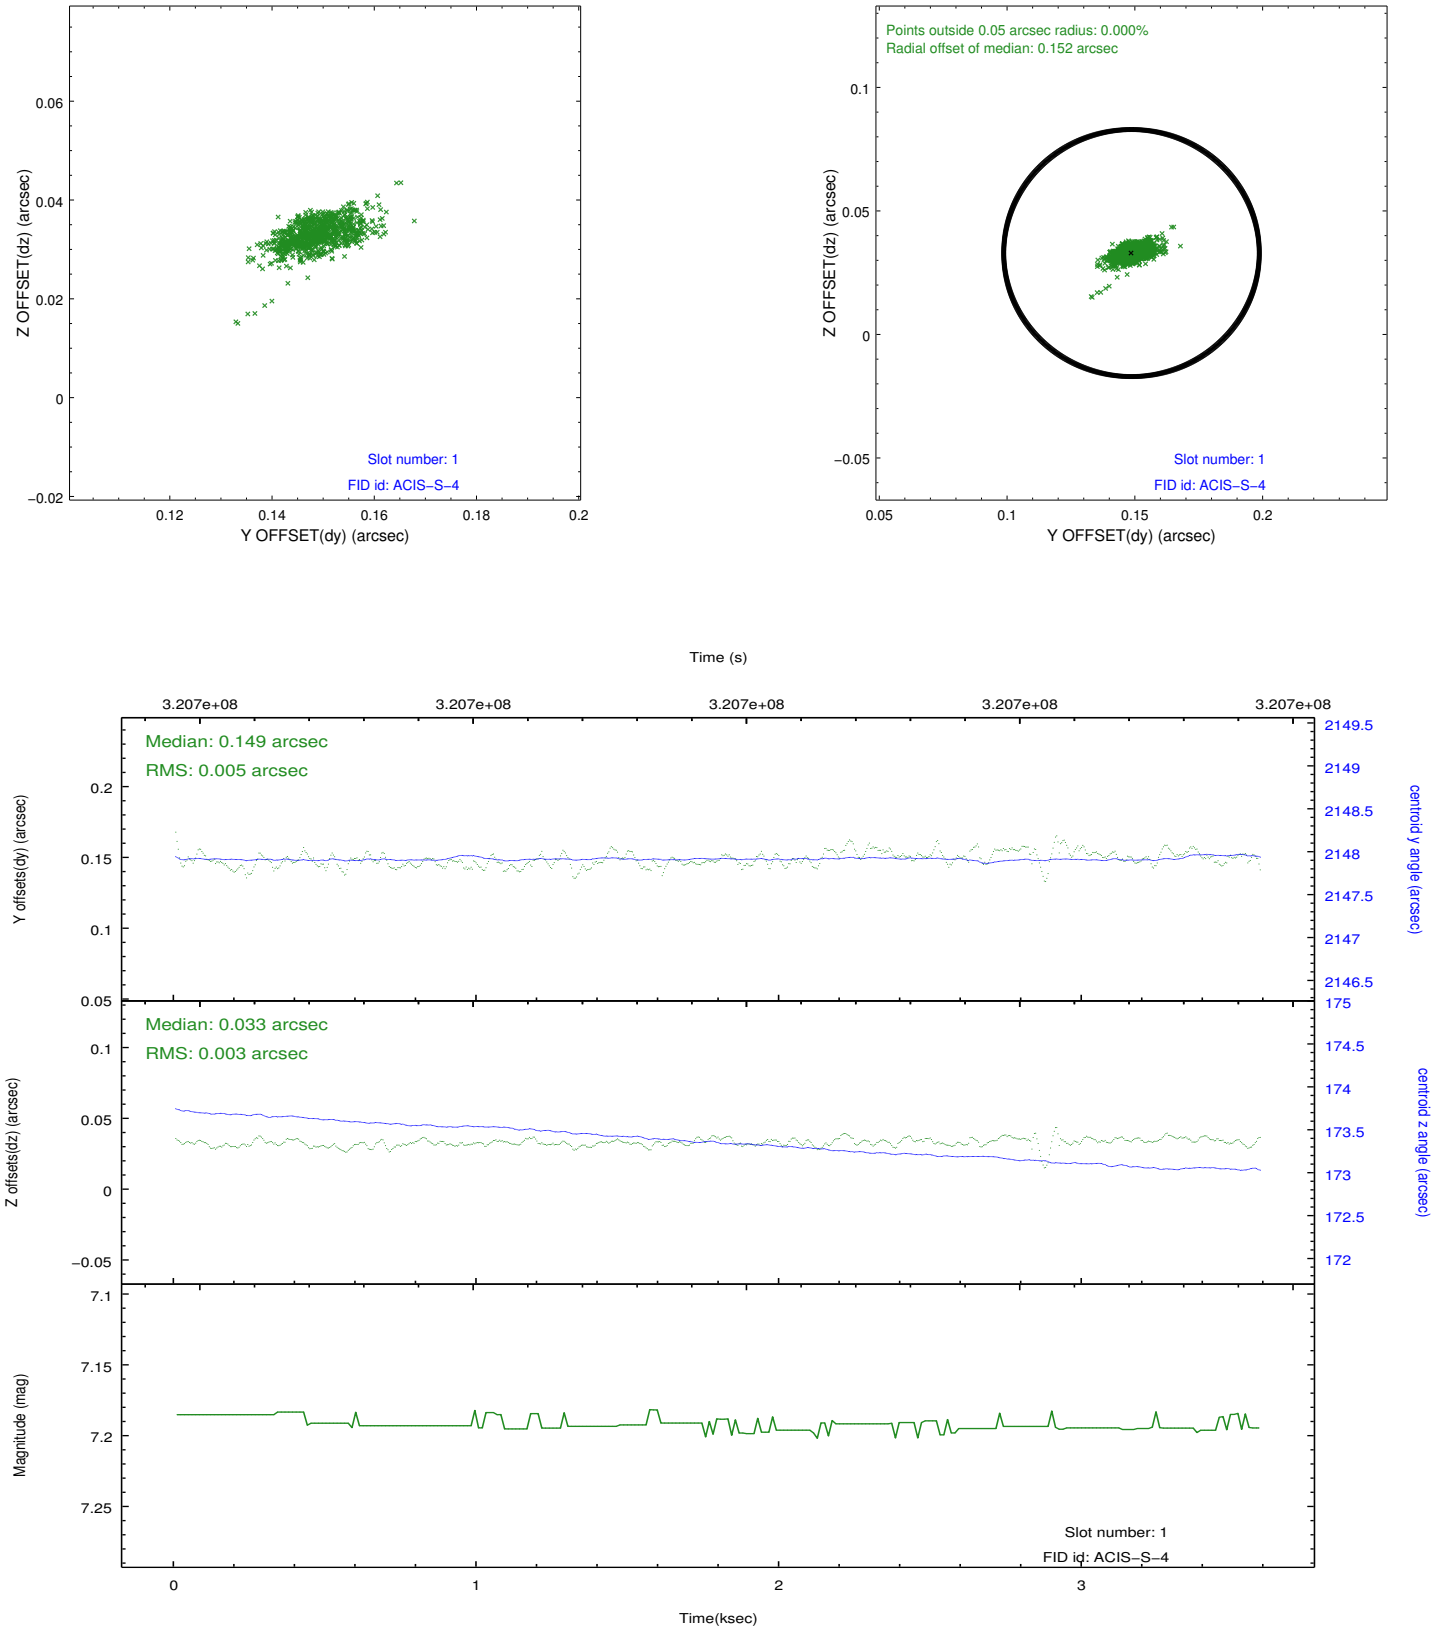 0.06
0.04
0.02
0
−0.02
Z OFFSET(dz) (arcsec)
0.12 0.14 0.16 0.18 0.2
Y OFFSET(dy) (arcsec)
Slot number: 1
FID id: ACIS−S−4
Points outside 0.05 arcsec radius: 0.000%
Radial offset of median: 0.152 arcsec
0.1
0.05
0
−0.05
Z OFFSET(dz) (arcsec)
0.05 0.1 0.15 0.2
Y OFFSET(dy) (arcsec)
Slot number: 1
FID id: ACIS−S−4
Time (s)
3.207e+08 3.207e+08 3.207e+08 3.207e+08 3.207e+08
Median: 0.149 arcsec
RMS: 0.005 arcsec
0.2
0.15
0.1
0.05
Y offsets(dy) (arcsec)
2149.5
2149
2148.5
2148
2147.5
2147
2146.5
centroid y angle (arcsec)
Median: 0.033 arcsec
RMS: 0.003 arcsec
0.1
0.05
0
−0.05
Z offsets(dz) (arcsec)
175
174.5
174
173.5
173
172.5
172
centroid z angle (arcsec)
7.1
7.15
7.2
7.25
Magnitude (mag)
Slot number: 1
FID id: ACIS−S−4
0 1 2 3
Time(ksec)